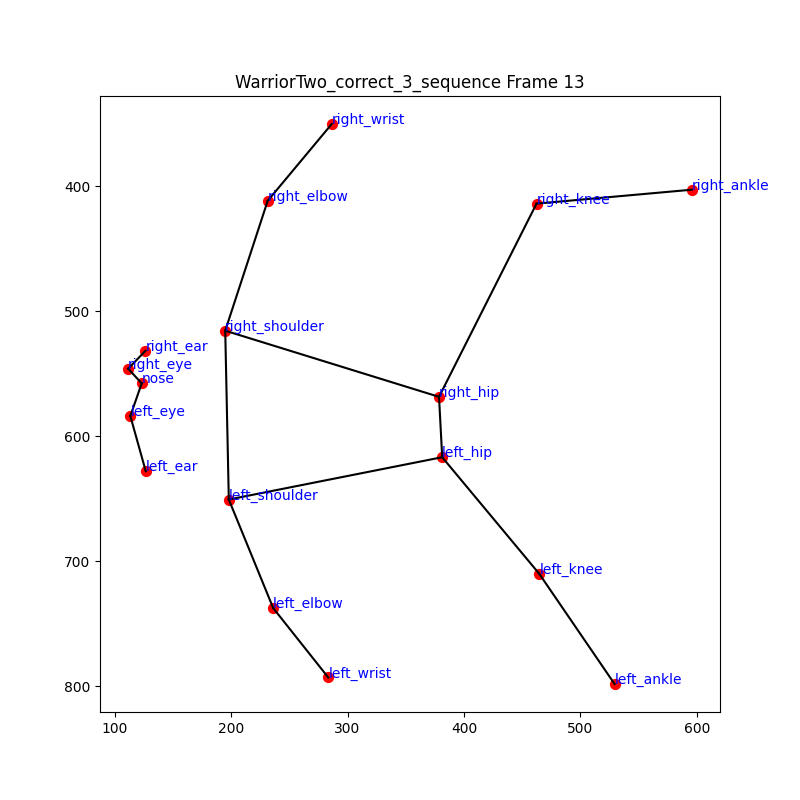 WarriorTwo_correct_3_sequence Frame 13
right_wrist
right_ankle
400
right_elbow
right_knee
500
right_shoulder
right_ear
right_eye
nose
right_hip
left_eye
600
left_hip
left_ear
left_shoulder
700
left_knee
left_elbow
left_wrist
left_ankle
800
100 200 300 400 500 600